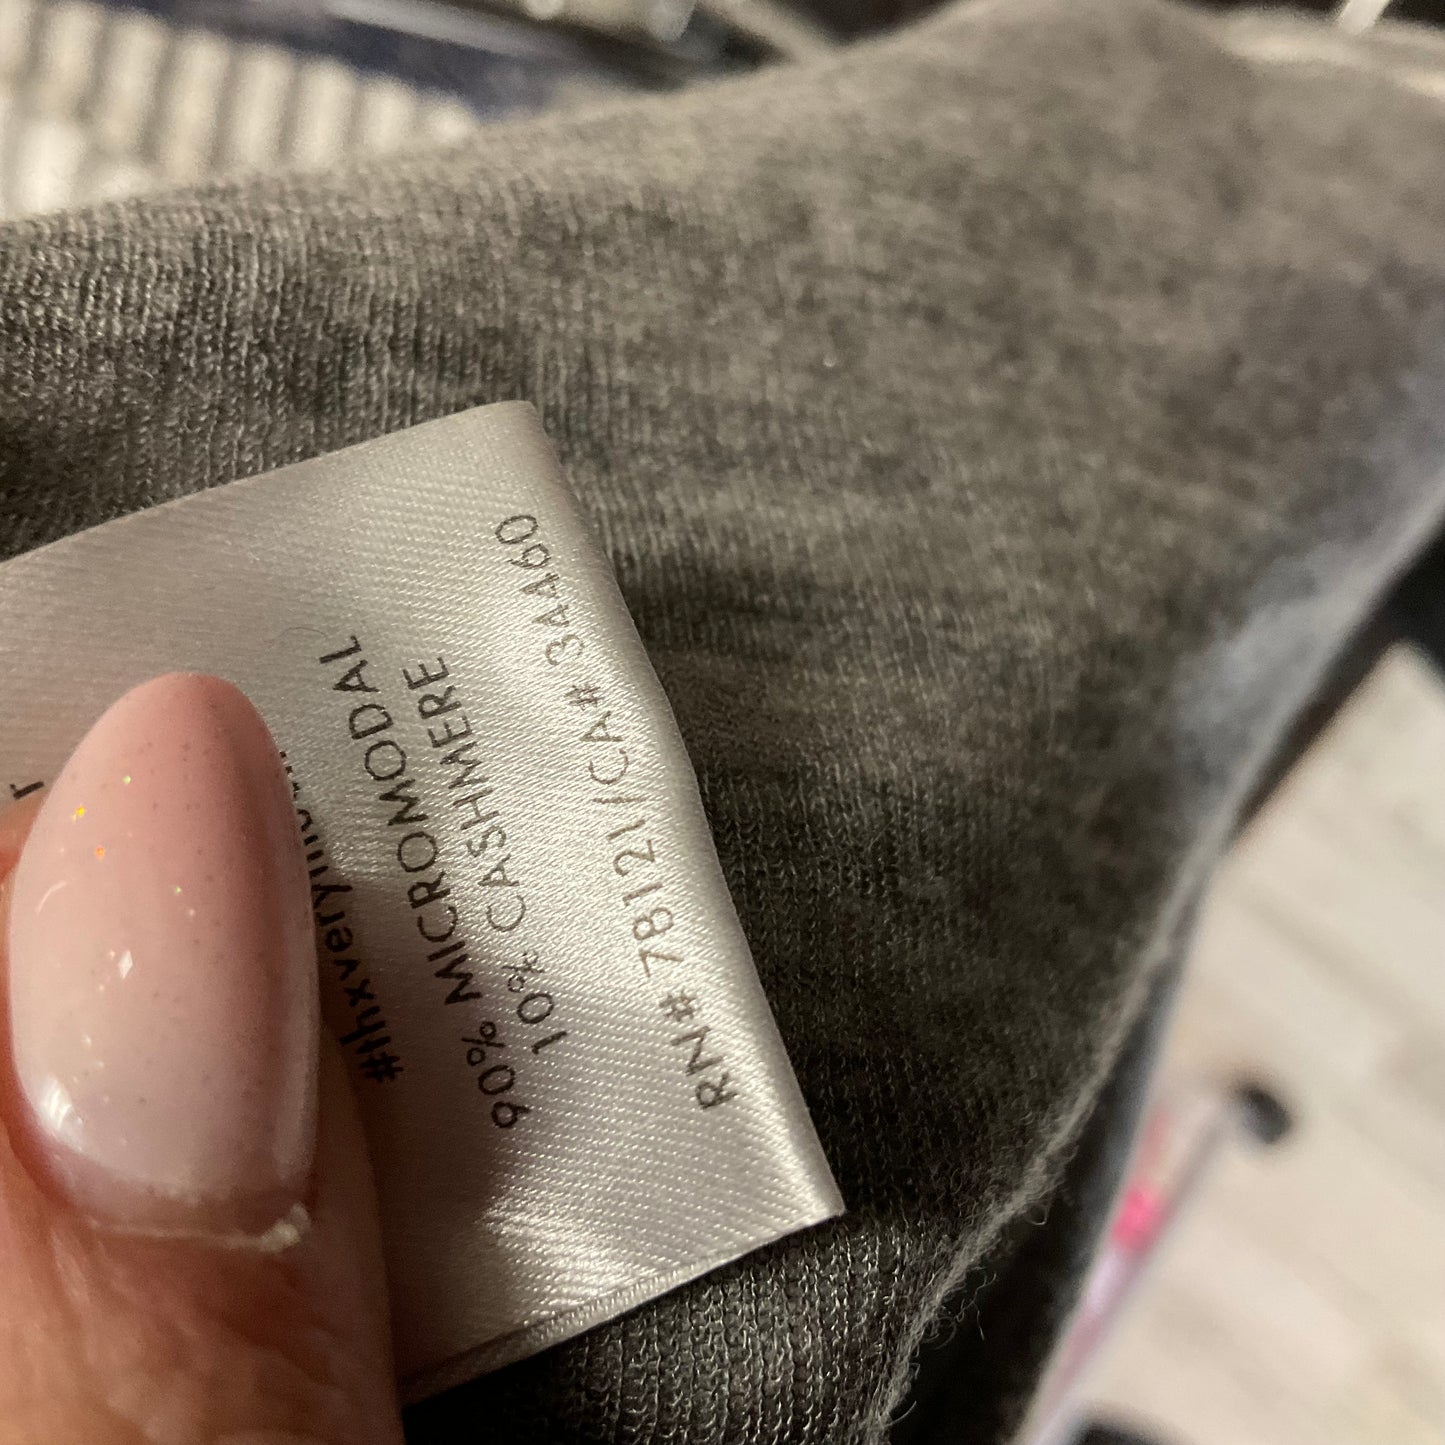 90% MICROMODAL
10% CASHMERE
RN# 78121/CA# 34460